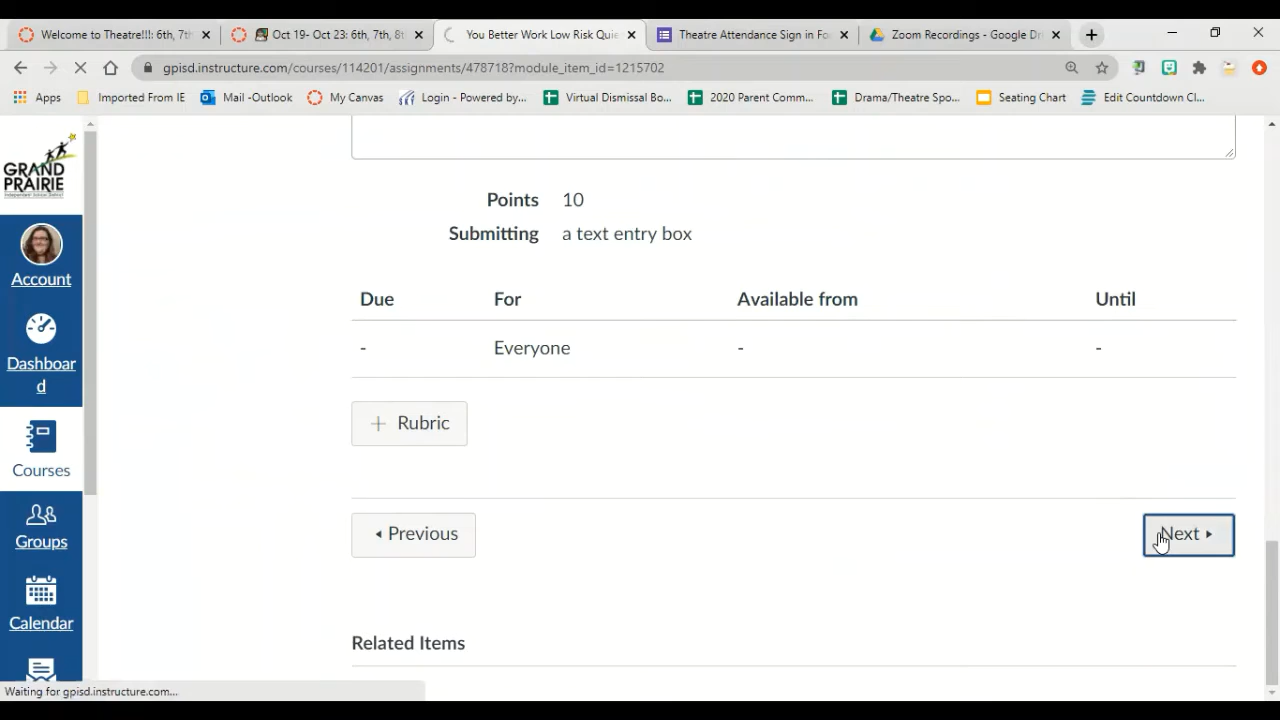 Welcome to Theatre!!!: 6th, 7th
Oct 19- Oct 23: 6th, 7th, 8th
You Better Work Low Risk Quie
Theatre Attendance Sign in Fo
Zoom Recordings - Google Dri
gpisd.instructure.com/courses/114201/assignments/478718?module_item_id=1215702
Apps
Imported From IE
Mail -Outlook
My Canvas
Login - Powered by...
Virtual Dismissal Bo...
2020 Parent Comm...
Drama/Theatre Spo...
Seating Chart
Edit Countdown Cl...
GRAND
PRAIRIE
Account
Dashboar
d
Courses
Groups
Calendar
Points 10
Submitting a text entry box
Due For Available from Until
- Everyone - -
+ Rubric
Previous
Next
Related Items
Waiting for gpisd.instructure.com...